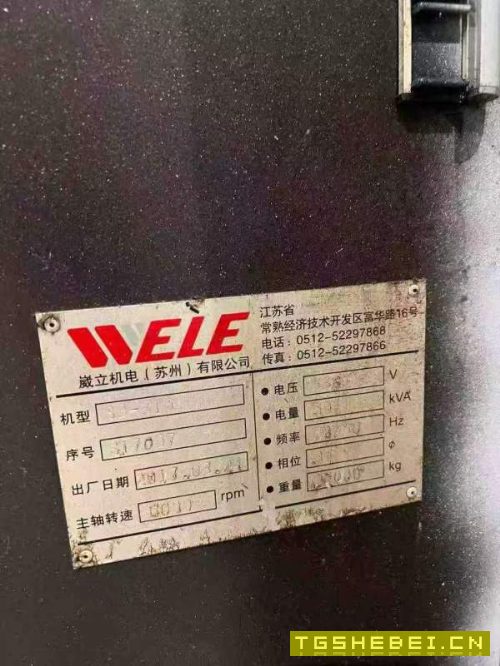 WELE
崴立机电(苏州)有限公司
江苏省
常熟经济技术开发区富华路16号
电话：0512-52297868
传真：0512-52297866
机型
序号
出厂日期
主轴转速 rpm
电压 V
电量 kVA
频率 Hz
相位 ϕ
重量 kg
TGSHEBEI.CN